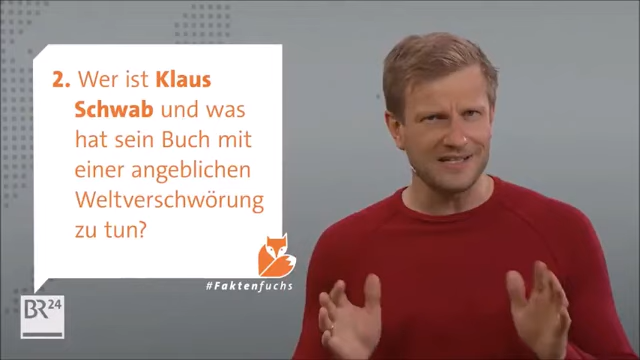 2. Wer ist Klaus
Schwab und was
hat sein Buch mit
einer angeblichen
Weltverschwörung
zu tun?
#Faktenfuchs
BR24